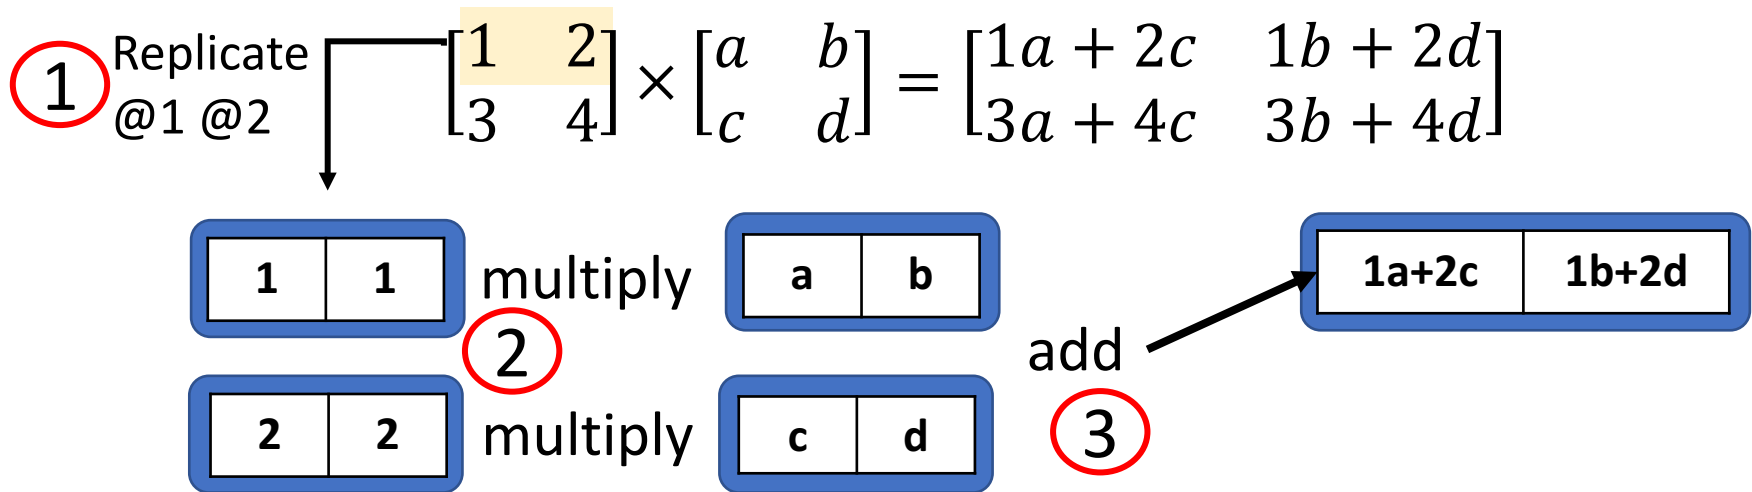 1 Replicate
@1 @2
[1 2] × [a b] = [1a + 2c 1b + 2d]
[3 4] [c d] [3a + 4c 3b + 4d]
1 1 multiply a b 1a+2c 1b+2d
2
add
2 2 multiply c d
3